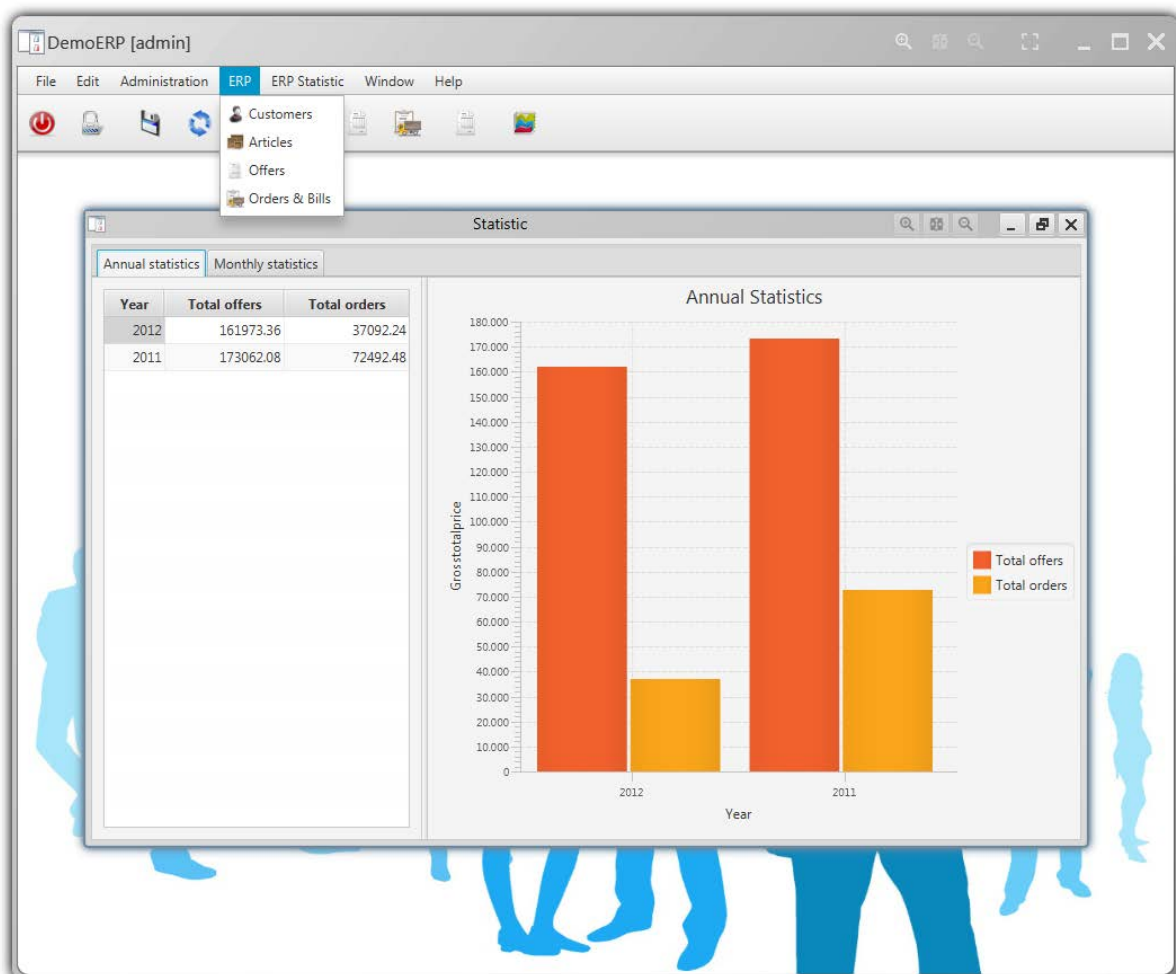 DemoERP [admin]
File Edit Administration ERP ERP Statistic Window Help
Customers
Articles
Offers
Orders & Bills
Statistic
Annual statistics Monthly statistics
Year Total offers Total orders
2012 161973.36 37092.24
2011 173062.08 72492.48
Annual Statistics
Grosstotalprice
180.000
170.000
160.000
150.000
140.000
130.000
120.000
110.000
100.000
90.000
80.000
70.000
60.000
50.000
40.000
30.000
20.000
10.000
0
2012 2011
Year
Total offers
Total orders